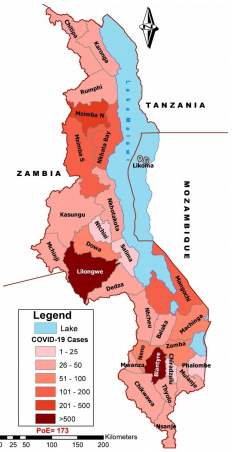 Chitipa
Karonga
Rumphi
Mzimba N
Lake Malawi
TANZANIA
Mzimba S
Nkhata Bay
Likoma
ZAMBIA
MOZAMBIQUE
Kasungu
Nkhotakota
Ntchisi
Mchinji
Dowa
Salima
Lilongwe
Dedza
Mangochi
Ntcheu
Machinga
Balaka
Zomba
Neno
Mwanza
Blantyre
Chiradzulu
Phalombe
Mulanje
Thyolo
Chikwawa
Nsanje
Legend
Lake
COVID-19 Cases
1 - 25
26 - 50
51 - 100
101 - 200
201 - 500
>500
PoE= 173
0 25 50 100 150 200
Kilometers